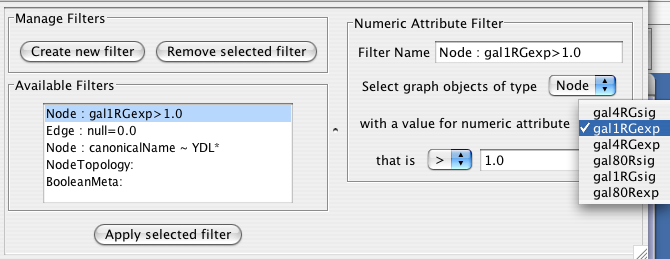 Manage Filters
Create new filter
Remove selected filter
Available Filters
Node : gal1RGexp>1.0
Edge : null=0.0
Node : canonicalName ~ YDL*
NodeTopology:
BooleanMeta:
Apply selected filter
Numeric Attribute Filter
Filter Name Node : gal1RGexp>1.0
Select graph objects of type Node
with a value for numeric attribute
that is > 1.0
gal4RGsig
gal1RGexp
gal4RGexp
gal80Rsig
gal1RGsig
gal80Rexp